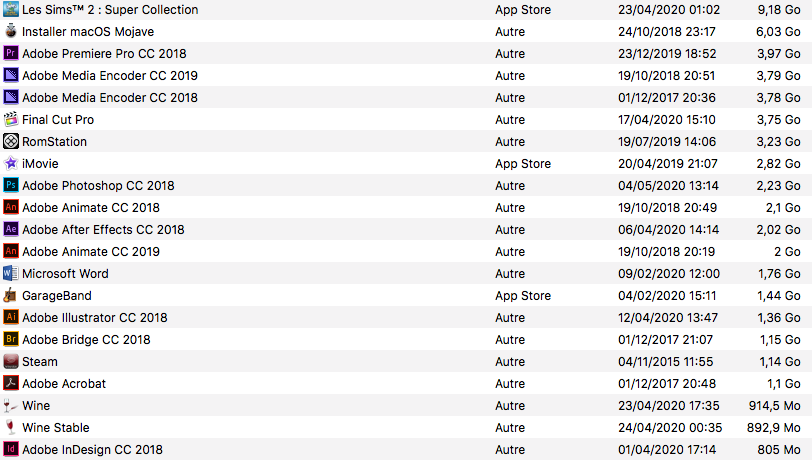 Les Sims™ 2 : Super Collection App Store 23/04/2020 01:02 9,18 Go
Installer macOS Mojave Autre 24/10/2018 23:17 6,03 Go
Pr Adobe Premiere Pro CC 2018 Autre 23/12/2019 18:52 3,97 Go
Adobe Media Encoder CC 2019 Autre 19/10/2018 20:51 3,79 Go
Adobe Media Encoder CC 2018 Autre 01/12/2017 20:36 3,78 Go
Final Cut Pro Autre 17/04/2020 15:10 3,75 Go
RomStation Autre 19/07/2019 14:06 3,23 Go
iMovie App Store 20/04/2019 21:07 2,82 Go
Ps Adobe Photoshop CC 2018 Autre 04/05/2020 13:14 2,23 Go
An Adobe Animate CC 2018 Autre 19/10/2018 20:49 2,1 Go
Ae Adobe After Effects CC 2018 Autre 06/04/2020 14:14 2,02 Go
An Adobe Animate CC 2019 Autre 19/10/2018 20:19 2 Go
W Microsoft Word Autre 09/02/2020 12:00 1,76 Go
GarageBand App Store 04/02/2020 15:11 1,44 Go
Ai Adobe Illustrator CC 2018 Autre 12/04/2020 13:47 1,36 Go
Br Adobe Bridge CC 2018 Autre 01/12/2017 21:07 1,15 Go
Steam Autre 04/11/2015 11:55 1,14 Go
Adobe Acrobat Autre 01/12/2017 20:48 1,1 Go
Wine Autre 23/04/2020 17:35 914,5 Mo
Wine Stable Autre 24/04/2020 00:35 892,9 Mo
Id Adobe InDesign CC 2018 Autre 01/04/2020 17:14 805 Mo